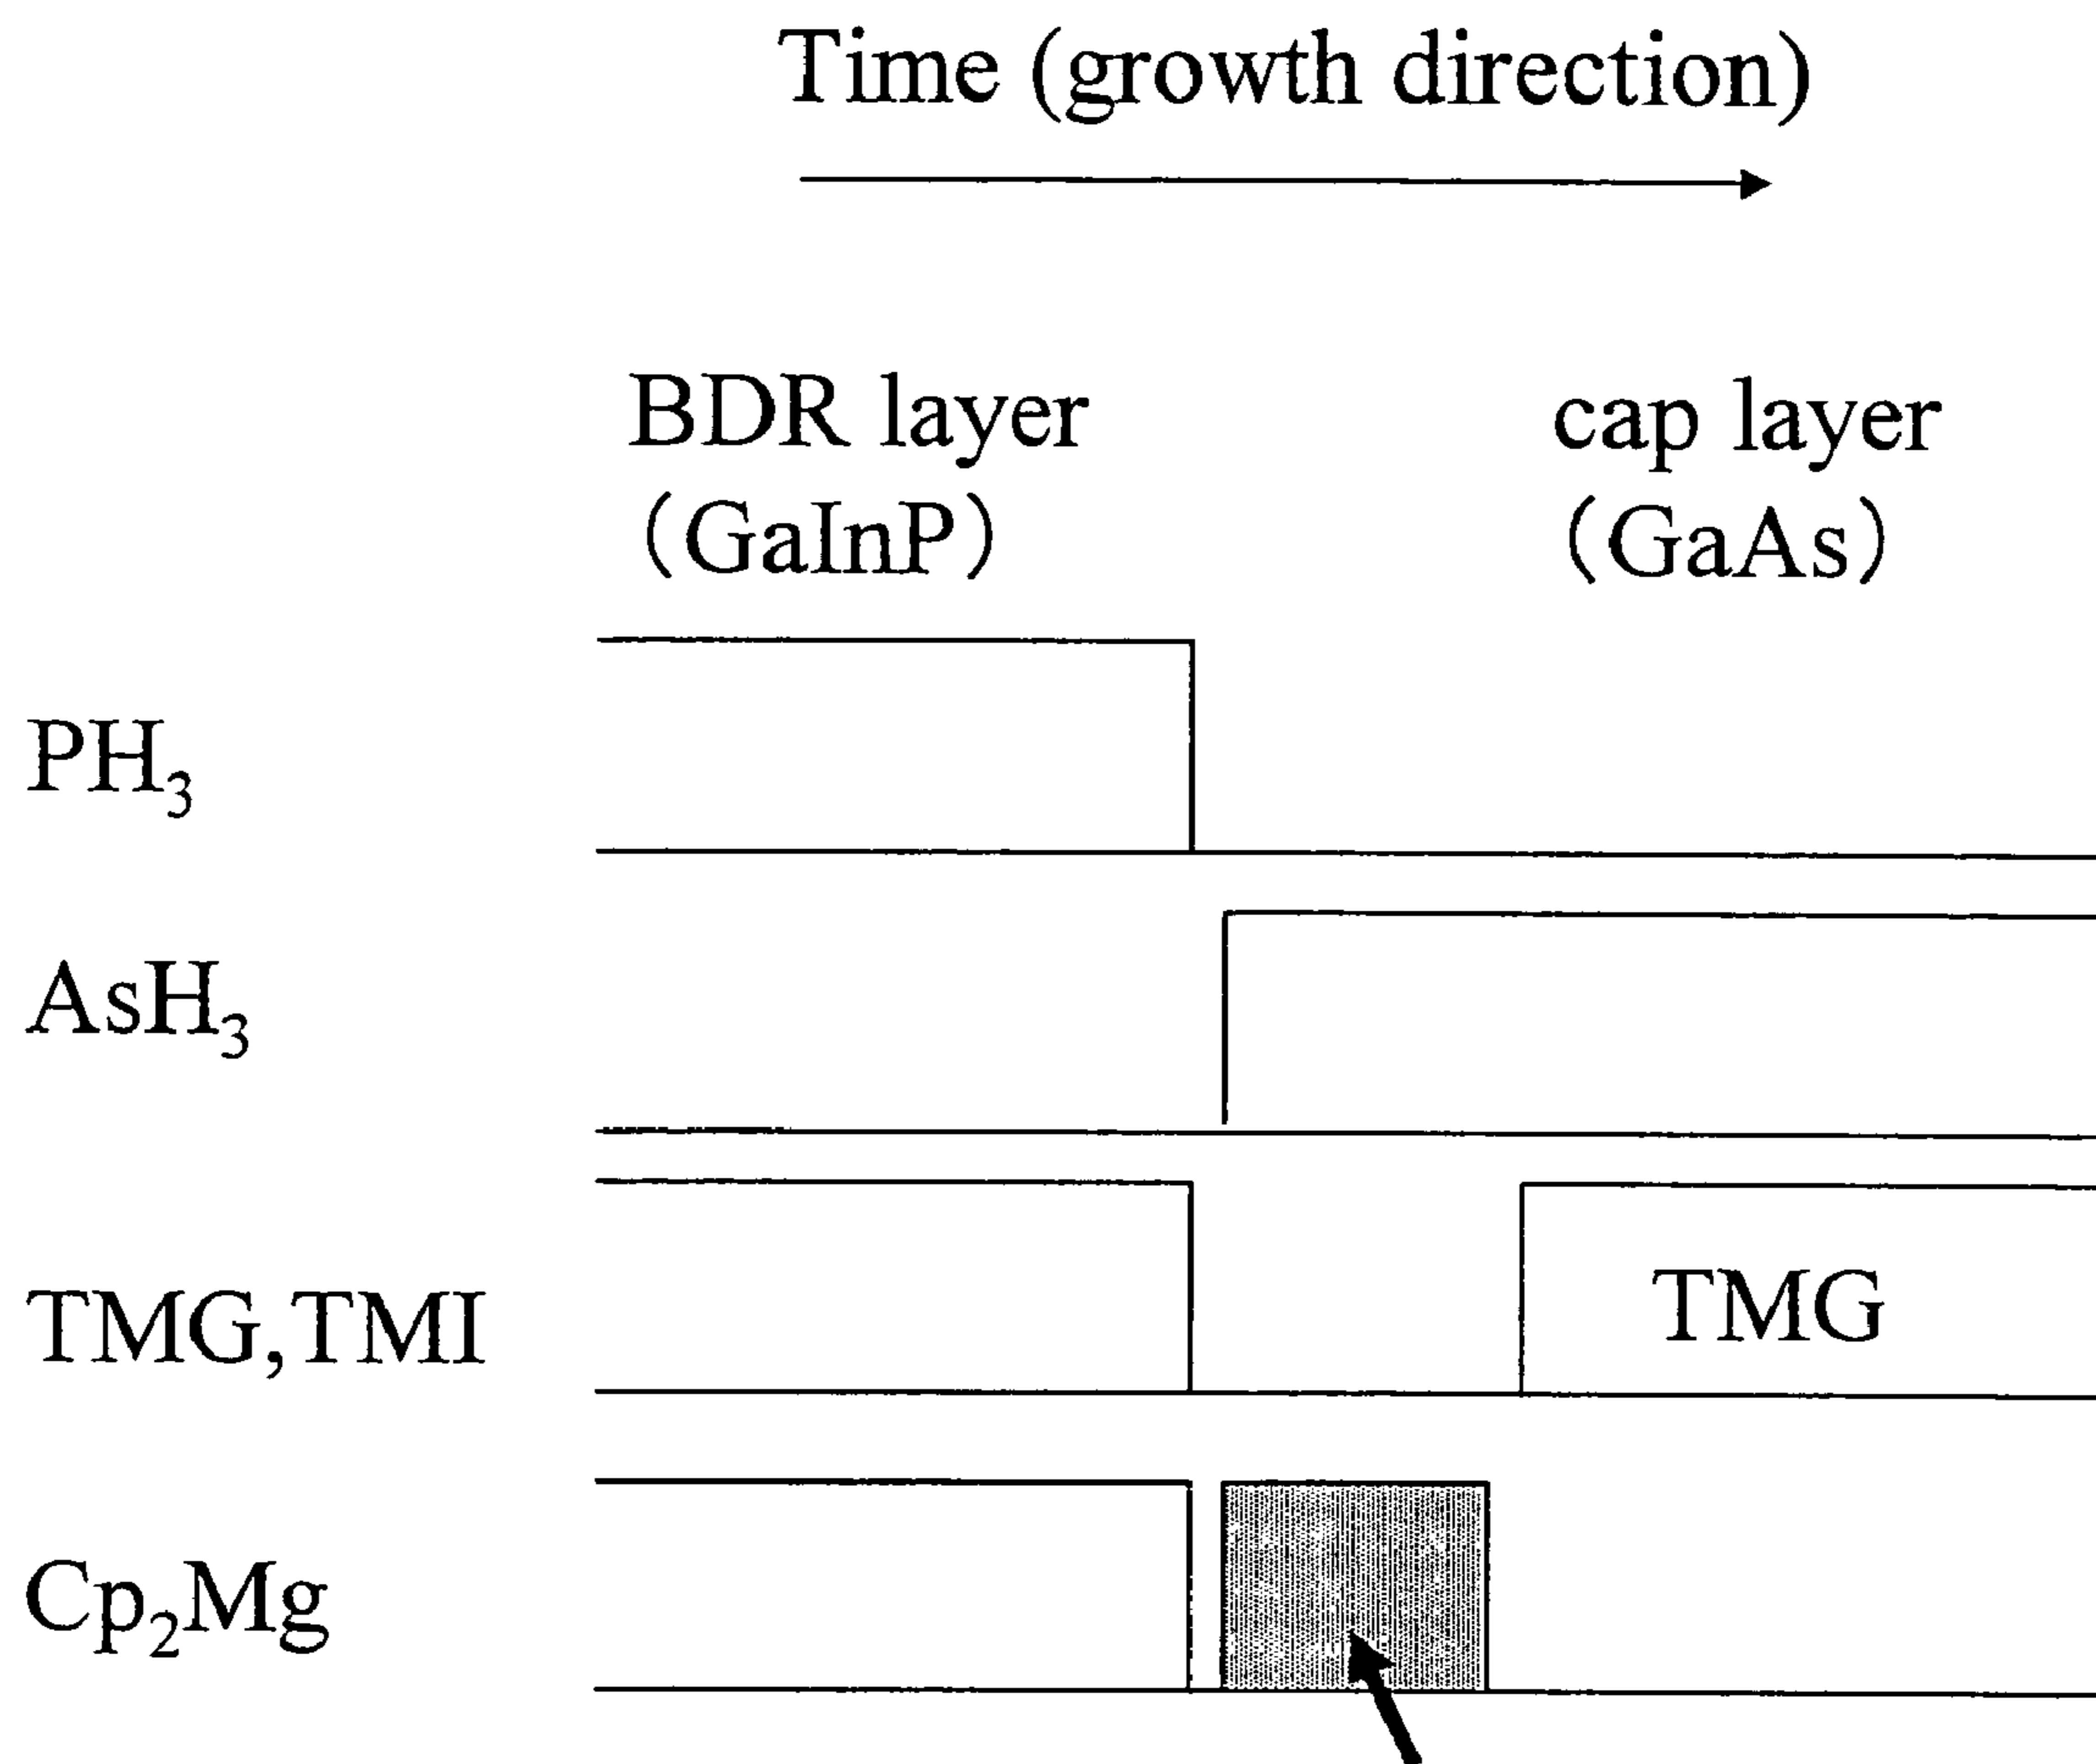 Time (growth direction)
BDR layer
(GaInP)
cap layer
(GaAs)
PH₃
AsH₃
TMG,TMI
TMG
Cp₂Mg